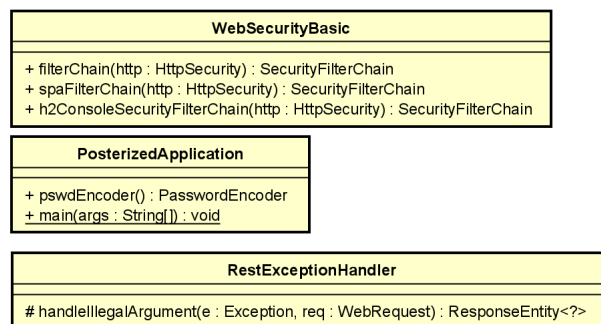 WebSecurityBasic
+ filterChain(http : HttpSecurity) : SecurityFilterChain
+ spaFilterChain(http : HttpSecurity) : SecurityFilterChain
+ h2ConsoleSecurityFilterChain(http : HttpSecurity) : SecurityFilterChain
PosterizedApplication
+ pswdEncoder() : PasswordEncoder
+ main(args : String[]) : void
RestExceptionHandler
# handleIllegalArgument(e : Exception, req : WebRequest) : ResponseEntity<?>